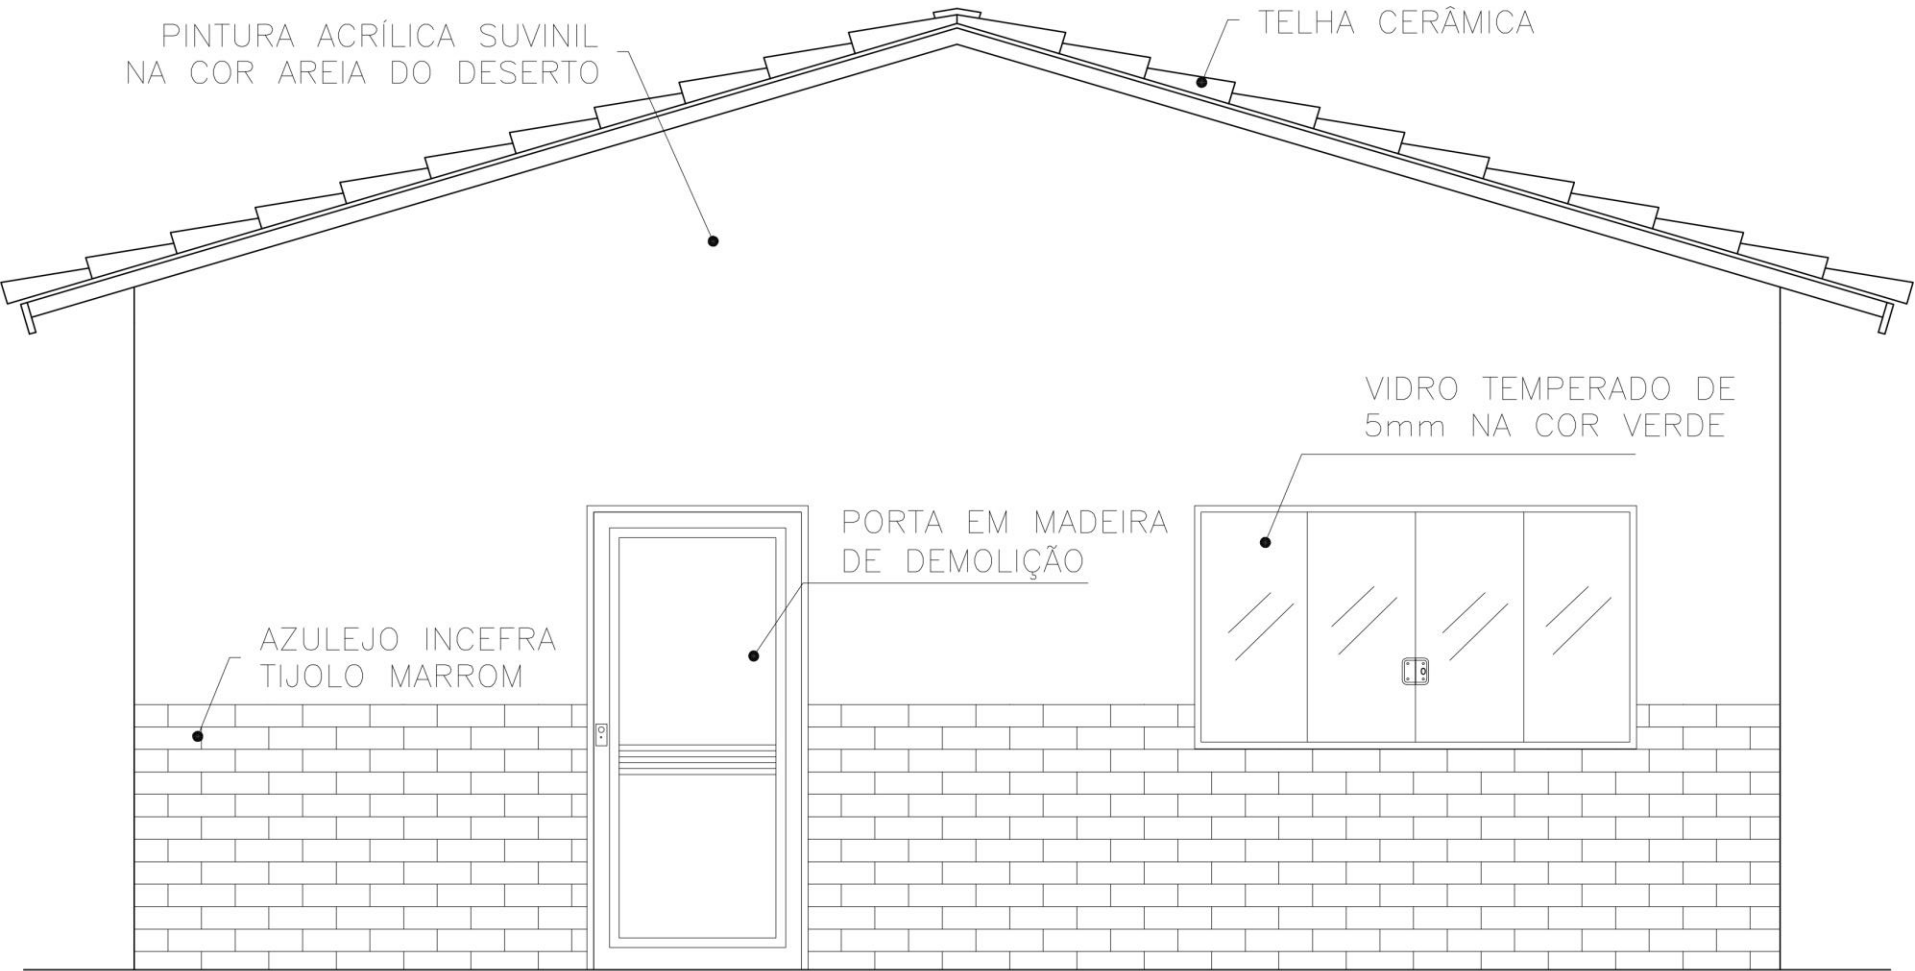 PINTURA ACRÍLICA SUVINIL
NA COR AREIA DO DESERTO
TELHA CERÂMICA
VIDRO TEMPERADO DE
5mm NA COR VERDE
PORTA EM MADEIRA
DE DEMOLIÇÃO
AZULEJO INCEFRA
TIJOLO MARROM